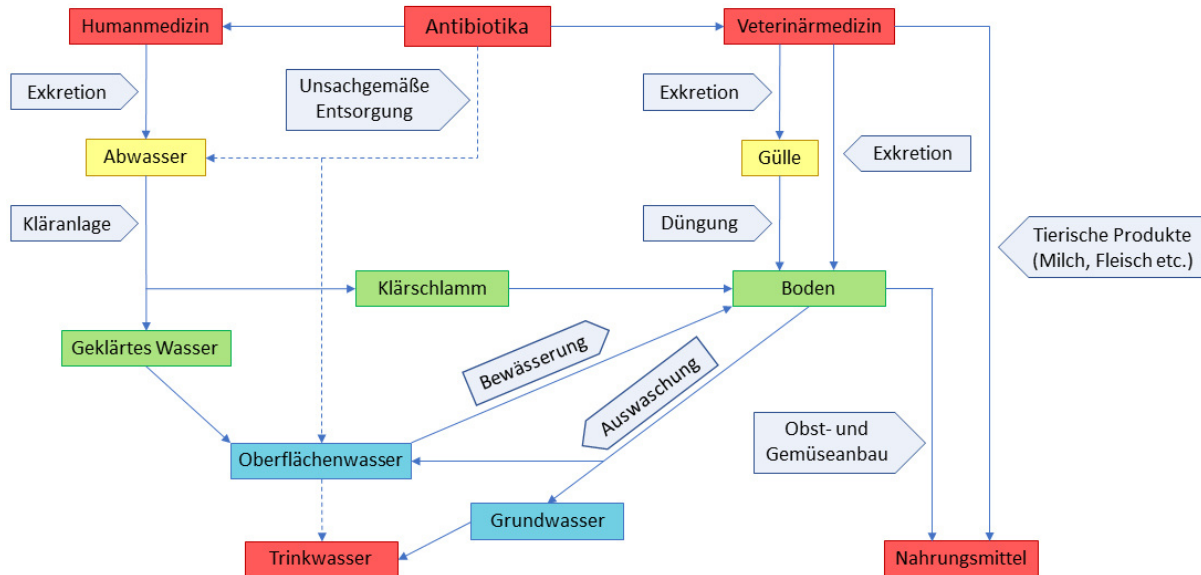 Humanmedizin
Antibiotika
Veterinärmedizin
Exkretion
Unsachgemäße
Entsorgung
Exkretion
Abwasser
Gülle
Exkretion
Kläranlage
Düngung
Tierische Produkte
(Milch, Fleisch etc.)
Klärschlamm
Boden
Geklärtes Wasser
Bewässerung
Auswaschung
Obst- und
Gemüseanbau
Oberflächenwasser
Grundwasser
Trinkwasser
Nahrungsmittel